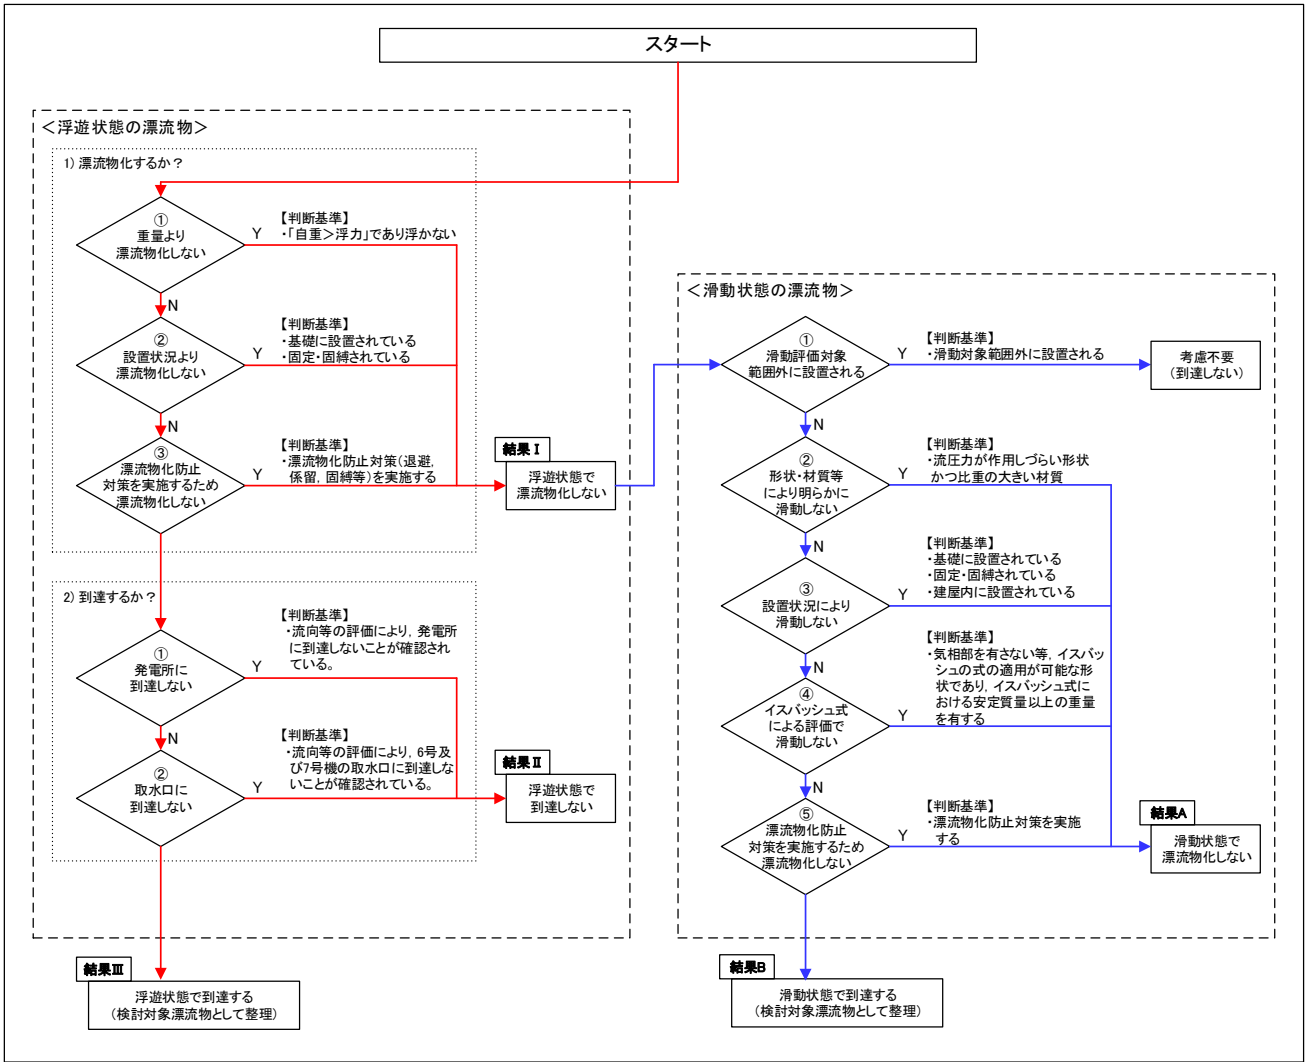 スタート
＜浮遊状態の漂流物＞
1) 漂流物化するか？
①
重量より
漂流物化しない
Y
【判断基準】
・「自重＞浮力」であり浮かない
N
②
設置状況より
漂流物化しない
Y
【判断基準】
・基礎に設置されている
・固定・固縛されている
N
③
漂流物化防止
対策を実施するため
漂流物化しない
Y
【判断基準】
・漂流物化防止対策（退避，
係留，固縛等）を実施する
結果Ⅰ
浮遊状態で
漂流物化しない
2) 到達するか？
①
発電所に
到達しない
Y
【判断基準】
・流向等の評価により，発電所
に到達しないことが確認され
ている。
N
②
取水口に
到達しない
Y
【判断基準】
・流向等の評価により，6号及
び7号機の取水口に到達しな
いことが確認されている。
結果Ⅱ
浮遊状態で
到達しない
結果Ⅲ
浮遊状態で到達する
（検討対象漂流物として整理）
＜滑動状態の漂流物＞
①
滑動評価対象
範囲外に設置される
Y
【判断基準】
・滑動対象範囲外に設置される
考慮不要
（到達しない）
N
②
形状・材質等
により明らかに
滑動しない
Y
【判断基準】
・流圧力が作用しづらい形状
かつ比重の大きい材質
N
③
設置状況により
滑動しない
Y
【判断基準】
・基礎に設置されている
・固定・固縛されている
・建屋内に設置されている
N
④
イスバッシュ式
による評価で
滑動しない
Y
【判断基準】
・気相部を有さない等，イスバッ
シュの式の適用が可能な形
状であり，イスバッシュ式に
おける安定質量以上の重量
を有する
N
⑤
漂流物化防止
対策を実施するため
漂流物化しない
Y
【判断基準】
・漂流物化防止対策を実施
する
結果A
滑動状態で
漂流物化しない
結果B
滑動状態で到達する
（検討対象漂流物として整理）